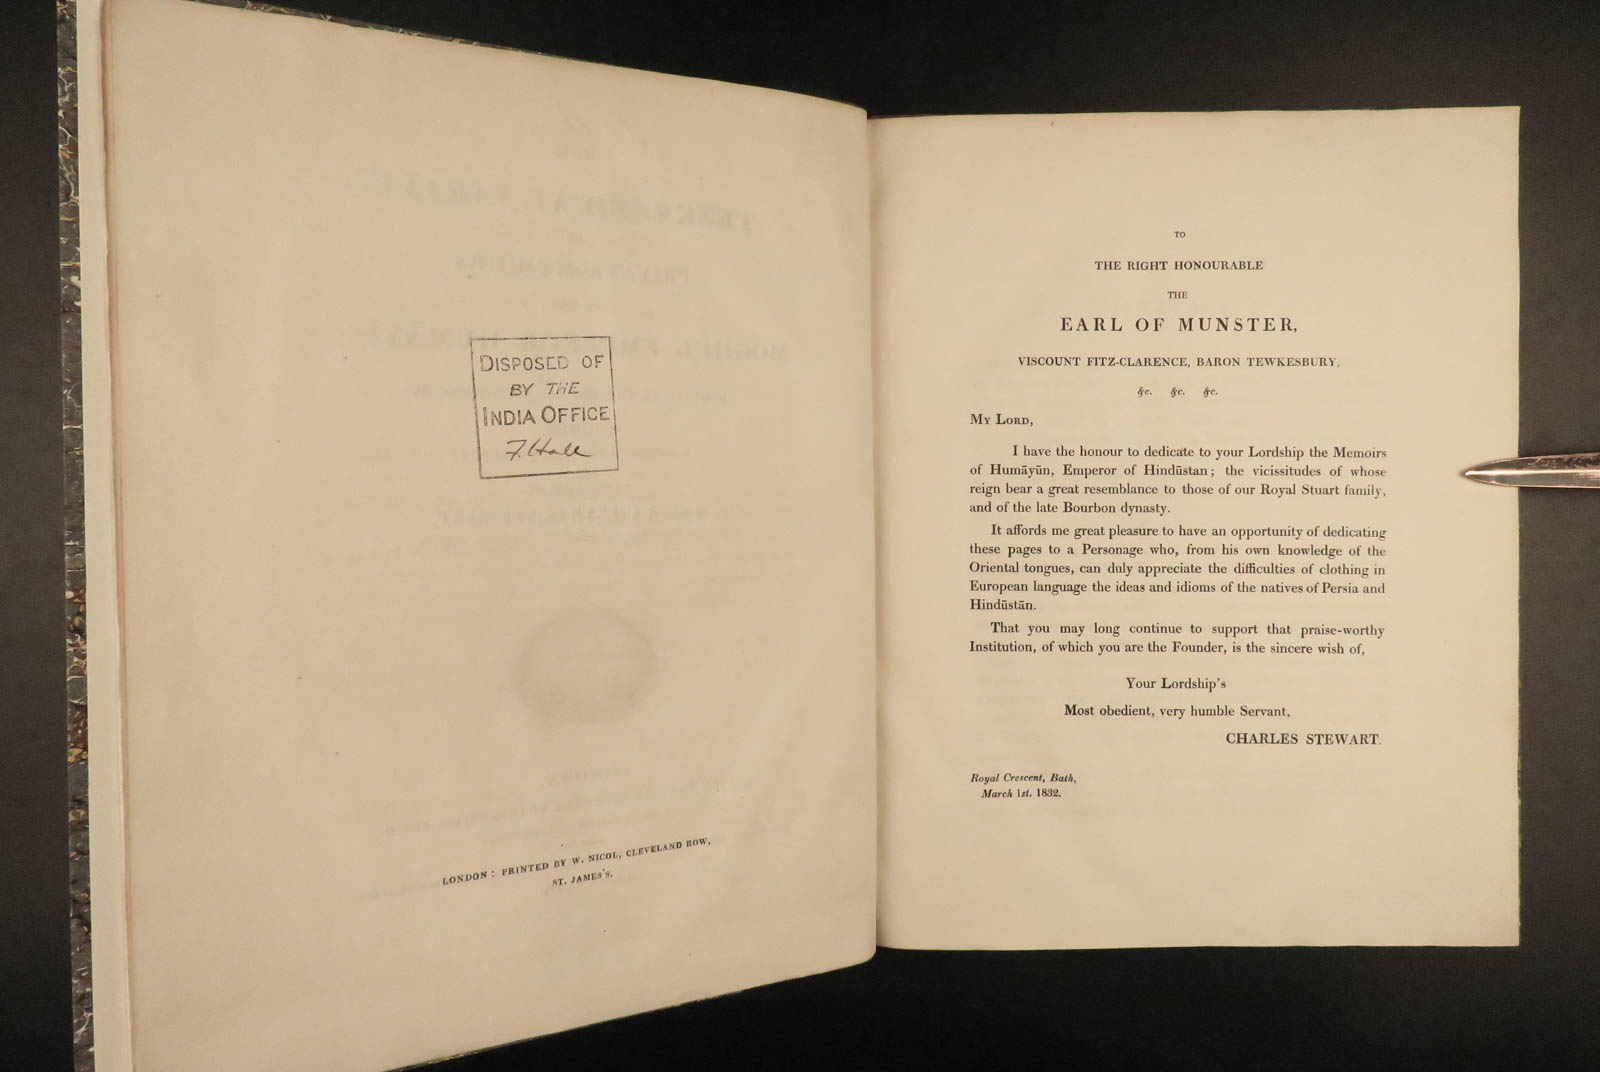 DISPOSED OF
BY THE
INDIA OFFICE
F. Hall
LONDON: PRINTED BY W. NICOL, CLEVELAND ROW,
ST. JAMES'S.
TO
THE RIGHT HONOURABLE
THE
EARL OF MUNSTER,
VISCOUNT FITZ-CLARENCE, BARON TEWKESBURY,
&c. &c. &c.
MY LORD,
I have the honour to dedicate to your Lordship the Memoirs
of Humāyūn, Emperor of Hindūstan; the vicissitudes of whose
reign bear a great resemblance to those of our Royal Stuart family,
and of the late Bourbon dynasty.
It affords me great pleasure to have an opportunity of dedicating
these pages to a Personage who, from his own knowledge of the
Oriental tongues, can duly appreciate the difficulties of clothing in
European language the ideas and idioms of the natives of Persia and
Hindūstān.
That you may long continue to support that praise-worthy
Institution, of which you are the Founder, is the sincere wish of,
Your Lordship's
Most obedient, very humble Servant,
CHARLES STEWART.
Royal Crescent, Bath,
March 1st. 1832.